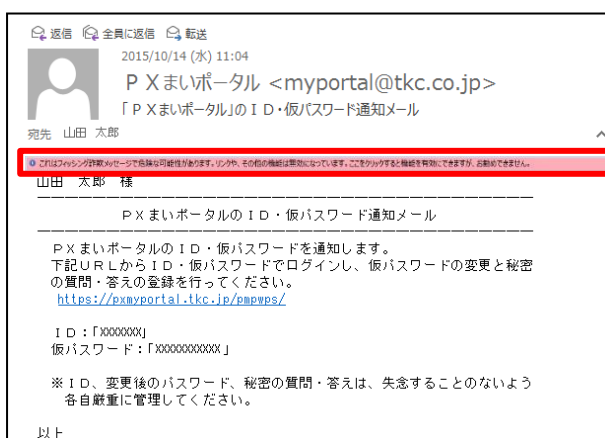 返信 全員に返信 転送
2015/10/14 (水) 11:04
ＰＸまいポータル <myportal@tkc.co.jp>
「ＰＸまいポータル」のＩＤ・仮パスワード通知メール
宛先 山田 太郎
これはフィッシング詐欺メッセージで危険な可能性があります。リンクや、その他の機能は無効になっています。ここをクリックすると機能を有効にできますが、お勧めできません。
山田 太郎 様
ＰＸまいポータルのＩＤ・仮パスワード通知メール
ＰＸまいポータルのＩＤ・仮パスワードを通知します。
下記ＵＲＬからＩＤ・仮パスワードでログインし、仮パスワードの変更と秘密
の質問・答えの登録を行ってください。
https://pxmyportal.tkc.jp/pmpwps/
ＩＤ：「XXXXXXX」
仮パスワード：「XXXXXXXXXXX」
※ＩＤ、変更後のパスワード、秘密の質問・答えは、失念することのないよう
各自厳重に管理してください。
以上